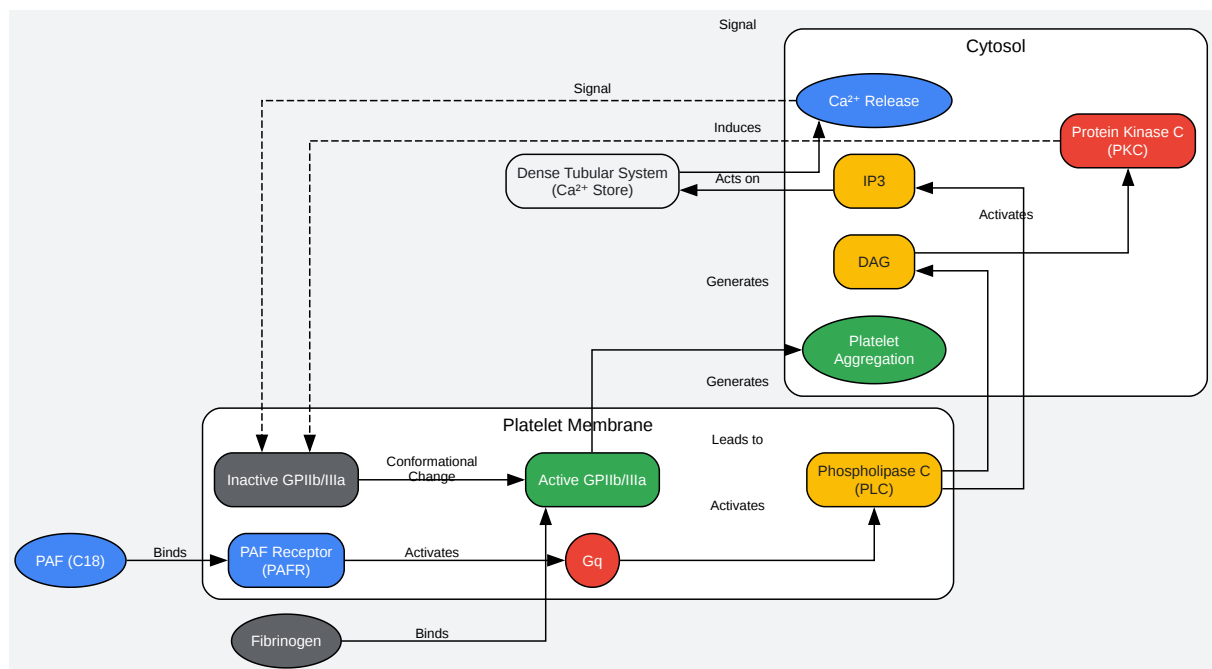 Signal
Cytosol
Signal
Ca²⁺ Release
Induces
Protein Kinase C
(PKC)
Dense Tubular System
(Ca²⁺ Store)
Acts on
IP3
Activates
DAG
Generates
Platelet
Aggregation
Generates
Platelet Membrane
Leads to
Inactive GPIIb/IIIa
Conformational
Change
Active GPIIb/IIIa
Phospholipase C
(PLC)
Activates
PAF (C18)
Binds
PAF Receptor
(PAFR)
Activates
Gq
Fibrinogen
Binds